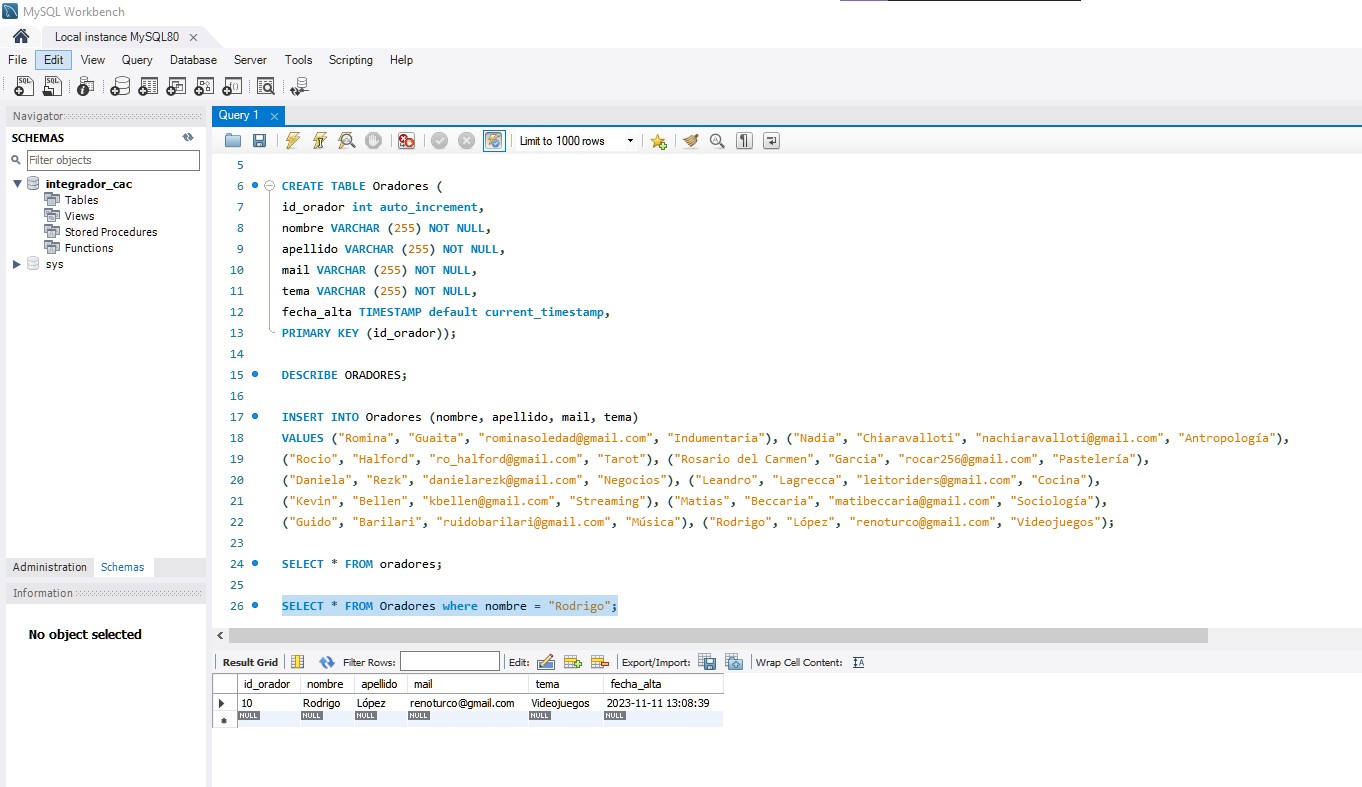 MySQL Workbench
Local instance MySQL80
File Edit View Query Database Server Tools Scripting Help
Navigator
SCHEMAS
Filter objects
integrador_cac
Tables
Views
Stored Procedures
Functions
sys
Administration Schemas
Information
No object selected
Query 1
Limit to 1000 rows
5
6 CREATE TABLE Oradores (
7 id_orador int auto_increment,
8 nombre VARCHAR (255) NOT NULL,
9 apellido VARCHAR (255) NOT NULL,
10 mail VARCHAR (255) NOT NULL,
11 tema VARCHAR (255) NOT NULL,
12 fecha_alta TIMESTAMP default current_timestamp,
13 PRIMARY KEY (id_orador));
14
15 DESCRIBE ORADORES;
16
17 INSERT INTO Oradores (nombre, apellido, mail, tema)
18 VALUES ("Romina", "Guaita", "rominasoledad@gmail.com", "Indumentaria"), ("Nadia", "Chiaravalloti", "nachiaravalloti@gmail.com", "Antropología"),
19 ("Rocio", "Halford", "ro_halford@gmail.com", "Tarot"), ("Rosario del Carmen", "Garcia", "rocar256@gmail.com", "Pastelería"),
20 ("Daniela", "Rezk", "danielarezk@gmail.com", "Negocios"), ("Leandro", "Lagrecca", "leitoriders@gmail.com", "Cocina"),
21 ("Kevin", "Bellen", "kbellen@gmail.com", "Streaming"), ("Matias", "Beccaria", "matibeccaria@gmail.com", "Sociología"),
22 ("Guido", "Barilari", "ruidobarilari@gmail.com", "Música"), ("Rodrigo", "López", "renoturco@gmail.com", "Videojuegos");
23
24 SELECT * FROM oradores;
25
26 SELECT * FROM Oradores where nombre = "Rodrigo";
Result Grid Filter Rows: Edit: Export/Import: Wrap Cell Content:
id_orador nombre apellido mail tema fecha_alta
10 Rodrigo López renoturco@gmail.com Videojuegos 2023-11-11 13:08:39
NULL NULL NULL NULL NULL NULL